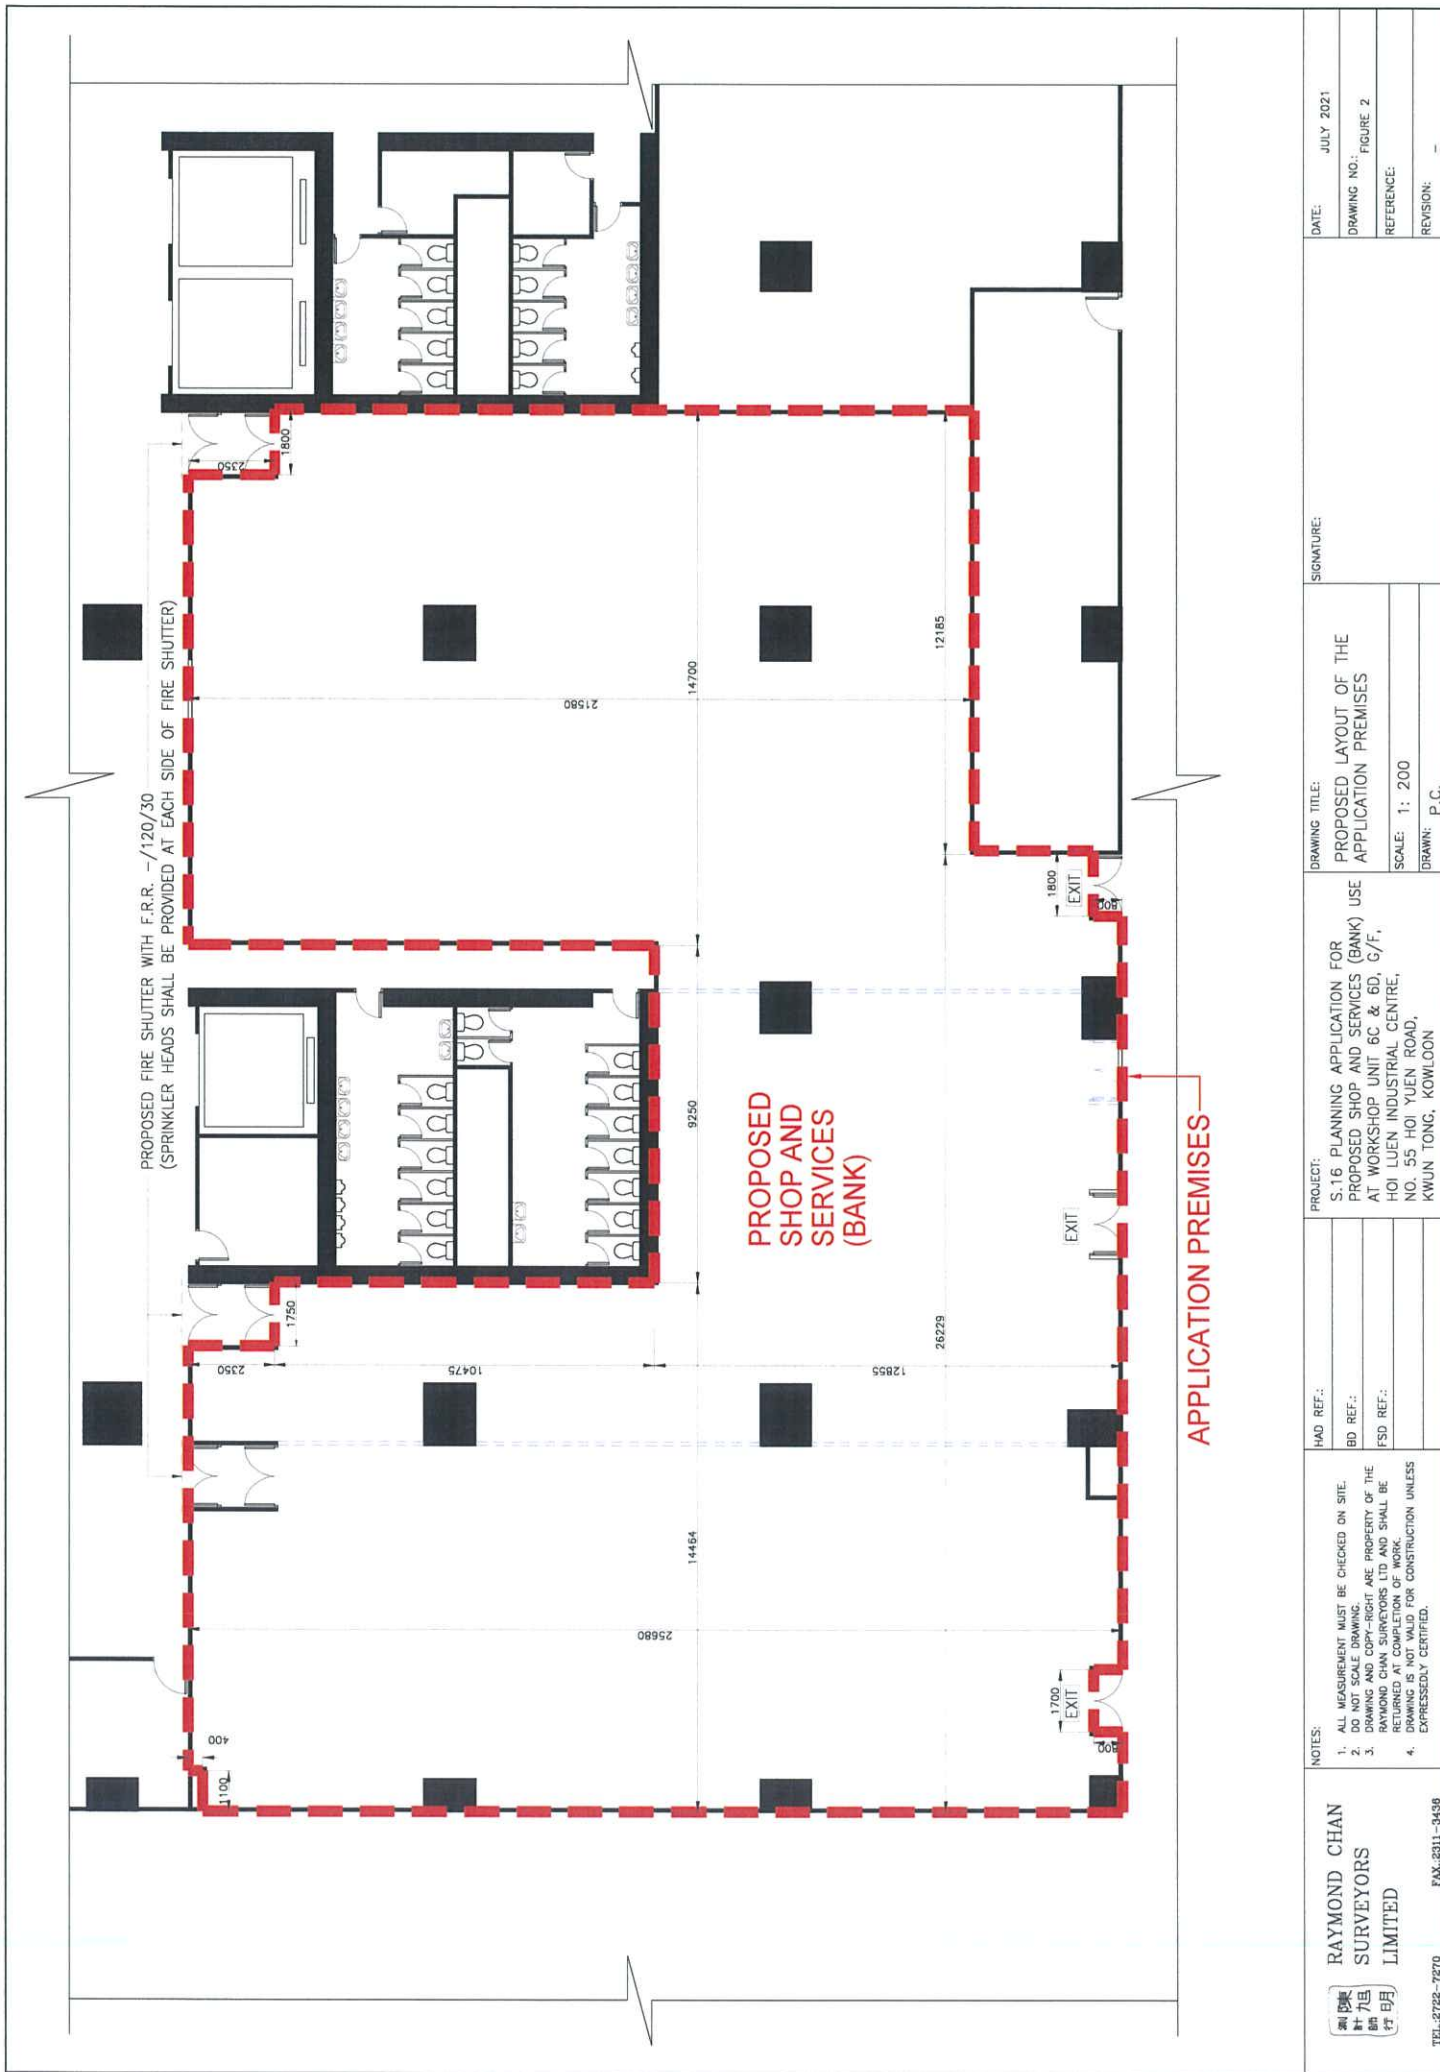 PROPOSED FIRE SHUTTER WITH F.R.R. -/120/30
(SPRINKLER HEADS SHALL BE PROVIDED AT EACH SIDE OF FIRE SHUTTER)
400
1100
2350
1750
2350
1800
25680
10475
12855
21580
14464
9250
14700
26229
12185
PROPOSED
SHOP AND
SERVICES
(BANK)
1700
EXIT
800
EXIT
1800
EXIT
800
APPLICATION PREMISES
陳旭明
測計師行
RAYMOND CHAN
SURVEYORS
LIMITED
TEL.:2722-7270 FAX.:2311-3436
NOTES:
1. ALL MEASUREMENT MUST BE CHECKED ON SITE.
2. DO NOT SCALE DRAWING.
3. DRAWING AND COPY-RIGHT ARE PROPERTY OF THE
RAYMOND CHAN SURVEYORS LTD AND SHALL BE
RETURNED AT COMPLETION OF WORK.
4. DRAWING IS NOT VALID FOR CONSTRUCTION UNLESS
EXPRESSEDLY CERTIFIED.
HAD REF.:
BD REF.:
FSD REF.:
PROJECT:
S.16 PLANNING APPLICATION FOR
PROPOSED SHOP AND SERVICES (BANK) USE
AT WORKSHOP UNIT 6C & 6D, G/F,
HOI LUEN INDUSTRIAL CENTRE,
NO. 55 HOI YUEN ROAD,
KWUN TONG, KOWLOON
DRAWING TITLE:
PROPOSED LAYOUT OF THE
APPLICATION PREMISES
SCALE: 1: 200
DRAWN: P.C.
SIGNATURE:
DATE: JULY 2021
DRAWING NO.: FIGURE 2
REFERENCE:
REVISION: -